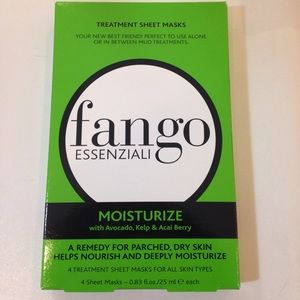 TREATMENT SHEET MASKS
YOUR NEW BEST FRIEND! PERFECT TO USE ALONE
OR IN BETWEEN MUD TREATMENTS.
fango
ESSENZIALI
MOISTURIZE
with Avocado, Kelp & Acai Berry
A REMEDY FOR PARCHED, DRY SKIN
HELPS NOURISH AND DEEPLY MOISTURIZE
4 TREATMENT SHEET MASKS FOR ALL SKIN TYPES
4 Sheet Masks – 0.83 fl.oz/25 ml ℮ each